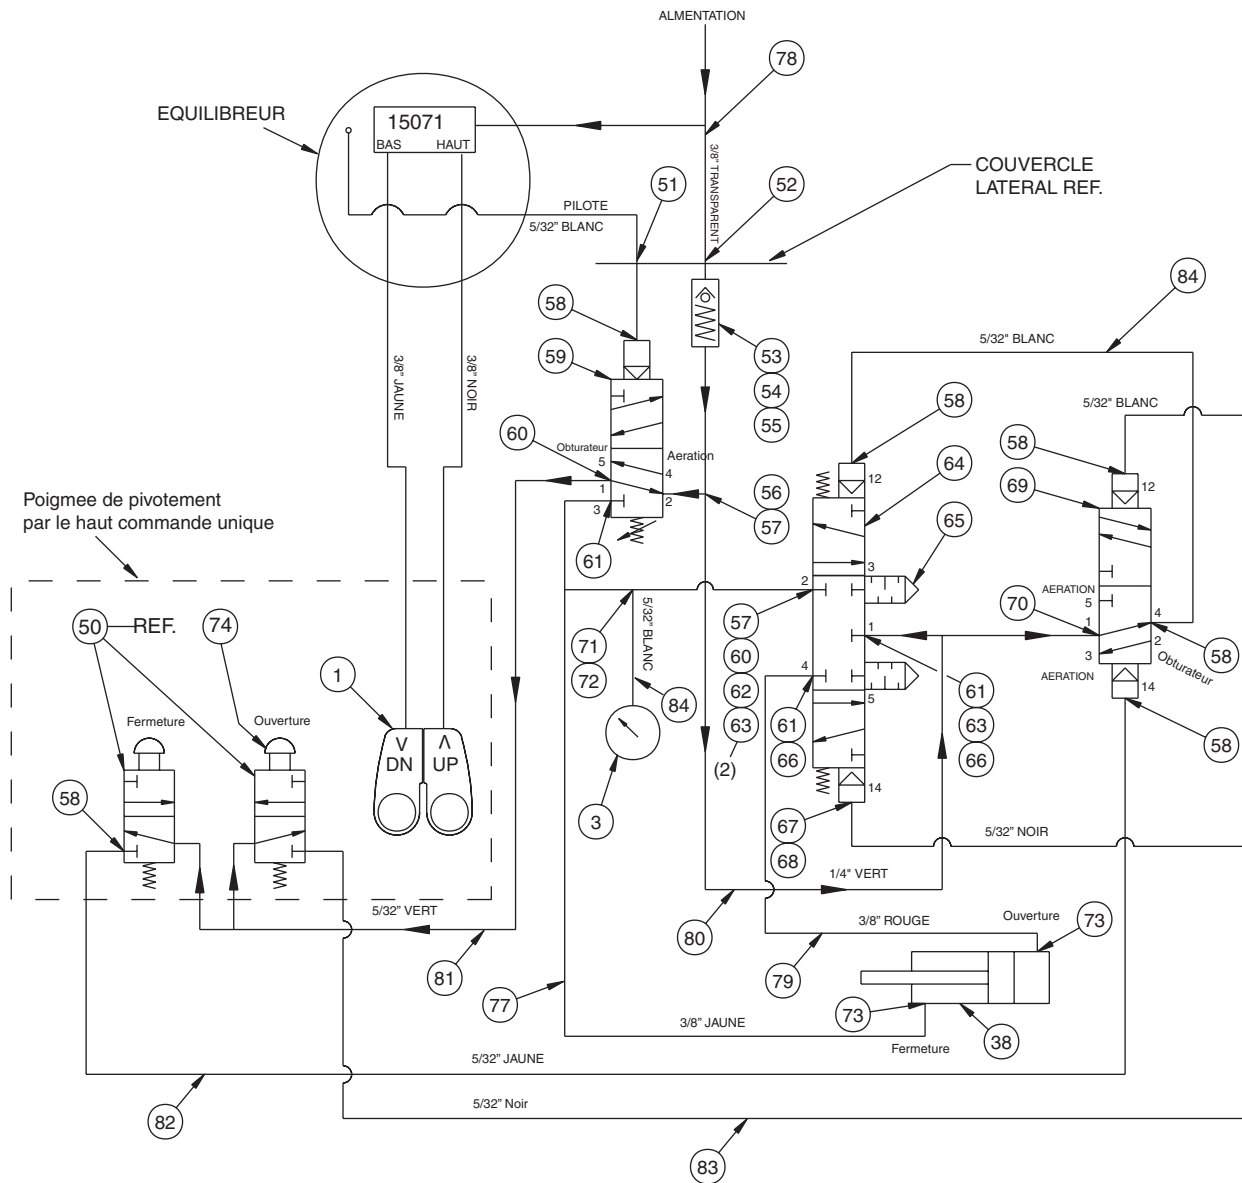 ALMENTATION
78
EQUILIBREUR
15071
BAS HAUT
3/8" TRANSPARENT
COUVERCLE
LATERAL REF.
51
52
PILOTE
5/32" BLANC
84
58
5/32" BLANC
59
53
54
55
3/8" JAUNE
3/8" NOIR
5/32" BLANC
58
58
60
Obturateur
Aeration
5
4
1
2
3
12
64
12
69
Poigmee de pivotement
par le haut commande unique
56
57
65
61
3
2
AERATION
5
70
4
1
2
3
Obturateur
AERATION
58
50
REF.
74
71
72
5/32" BLANC
57
60
62
63
(2)
1
4
5
61
66
61
63
66
14
58
1
84
Fermeture
Ouverture
V
DN
Λ
UP
3
14
58
67
68
5/32" NOIR
1/4" VERT
5/32" VERT
80
3/8" ROUGE
Ouverture
73
81
79
77
3/8" JAUNE
73
38
Fermeture
5/32" JAUNE
82
5/32" Noir
83